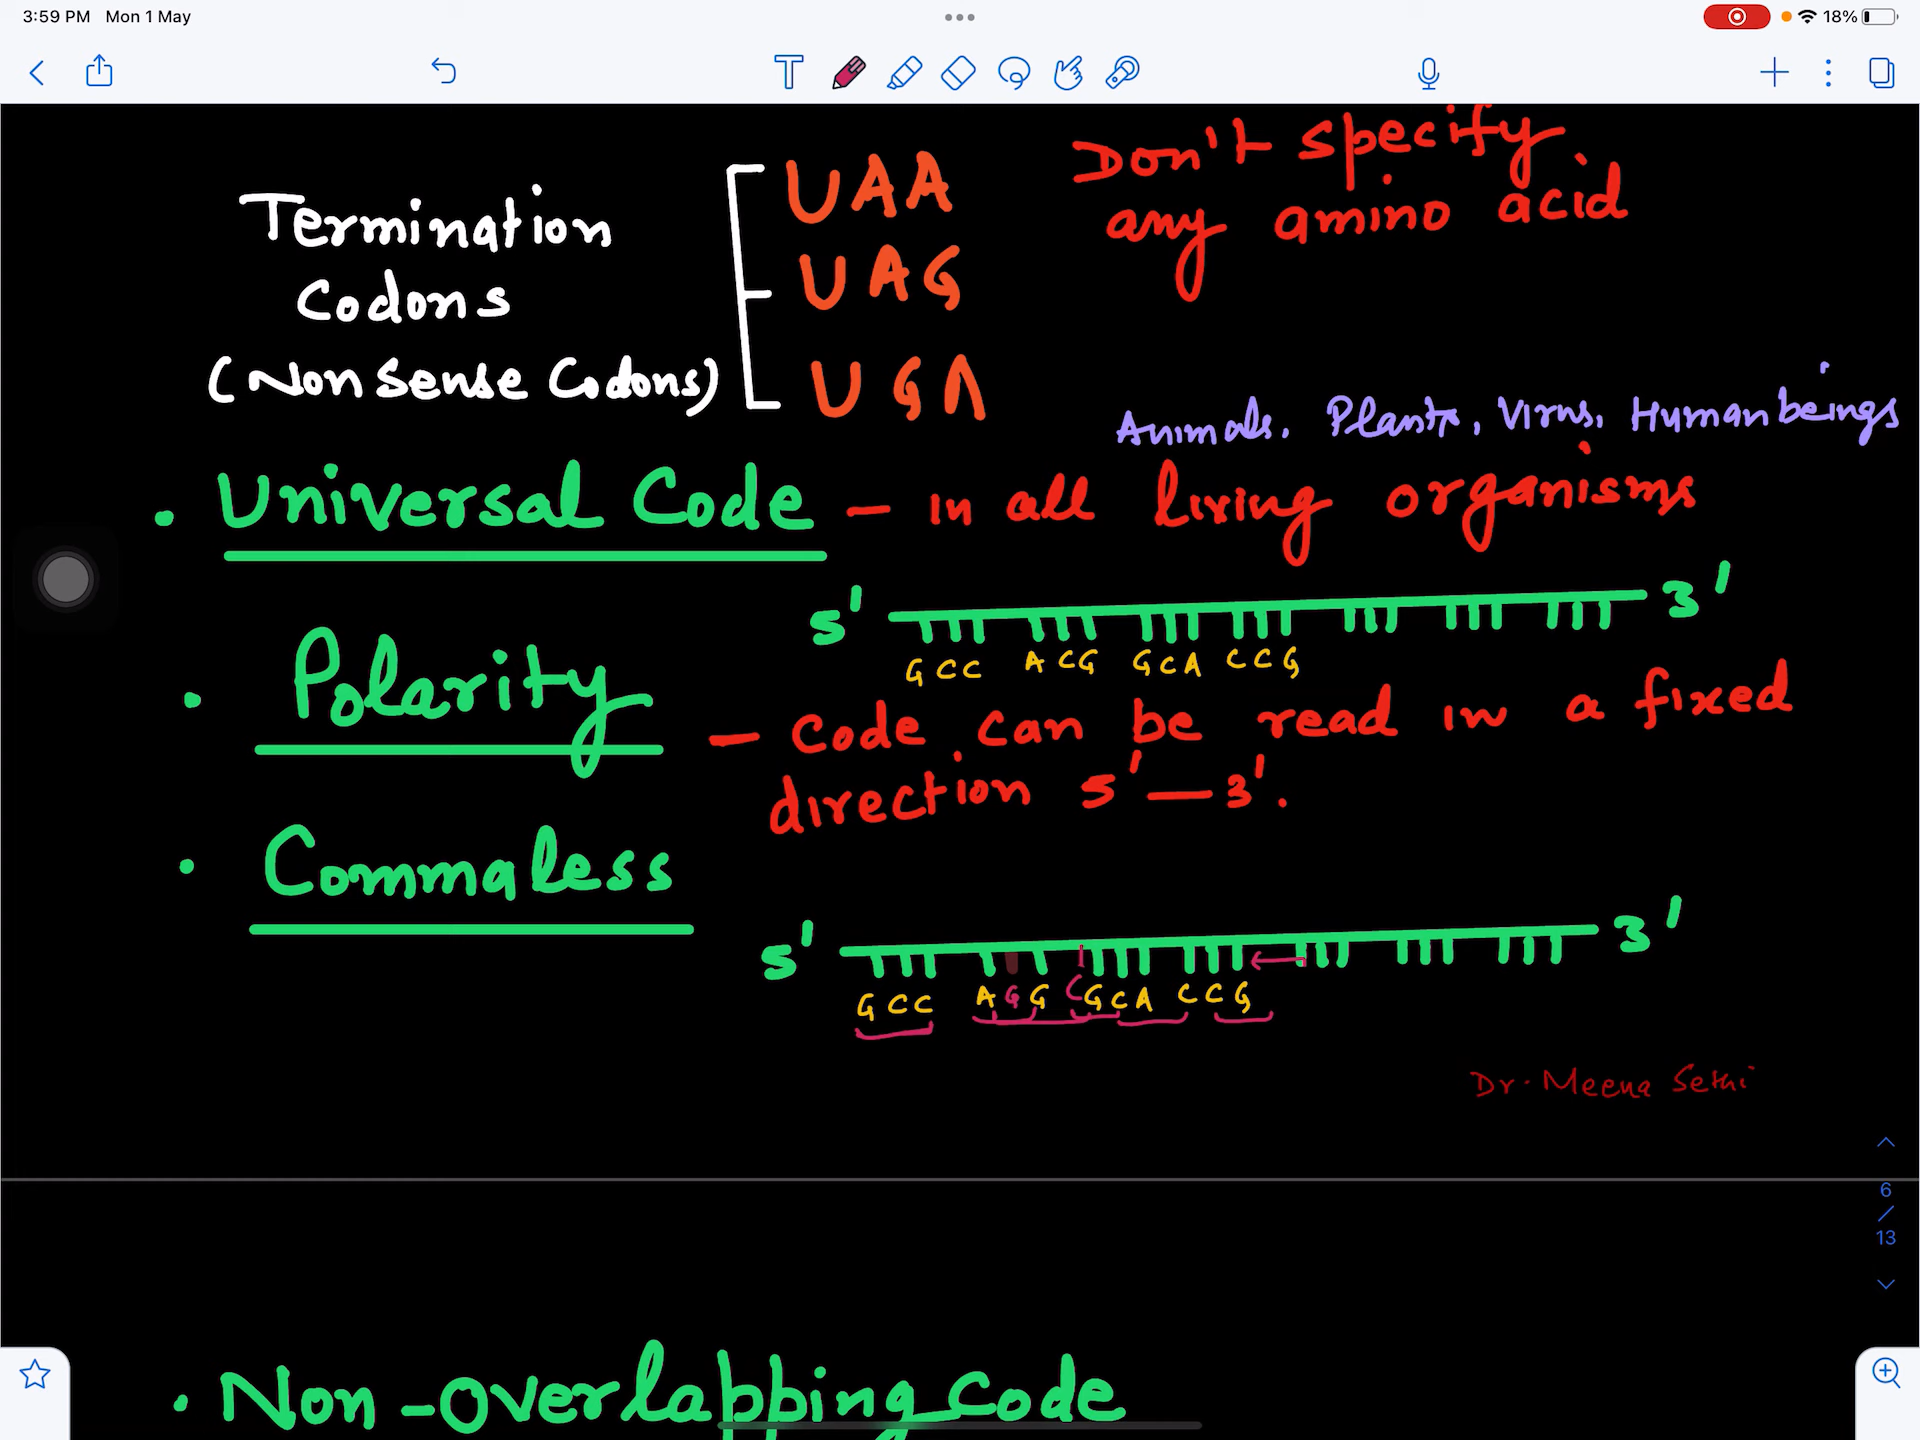 3:59 PM Mon 1 May
18%
Don't specify
any amino acid
Termination
Codons
(Non Sense Codons)
UAA
UAG
UGA
Animals, Plants, Virus, Human beings
. Universal Code - in all living organisms
5' 3'
GCC ACG GCA CCG
. Polarity
- Code can be read in a fixed
direction 5' - 3'.
. Commaless
5' 3'
GCC AGG CGCA CCG
Dr. Meena Sethi
6
/
13
. Non-Overlapping Code